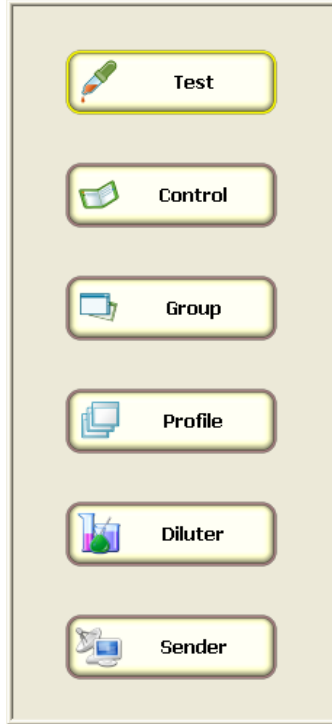 Test
Control
Group
Profile
Diluter
Sender